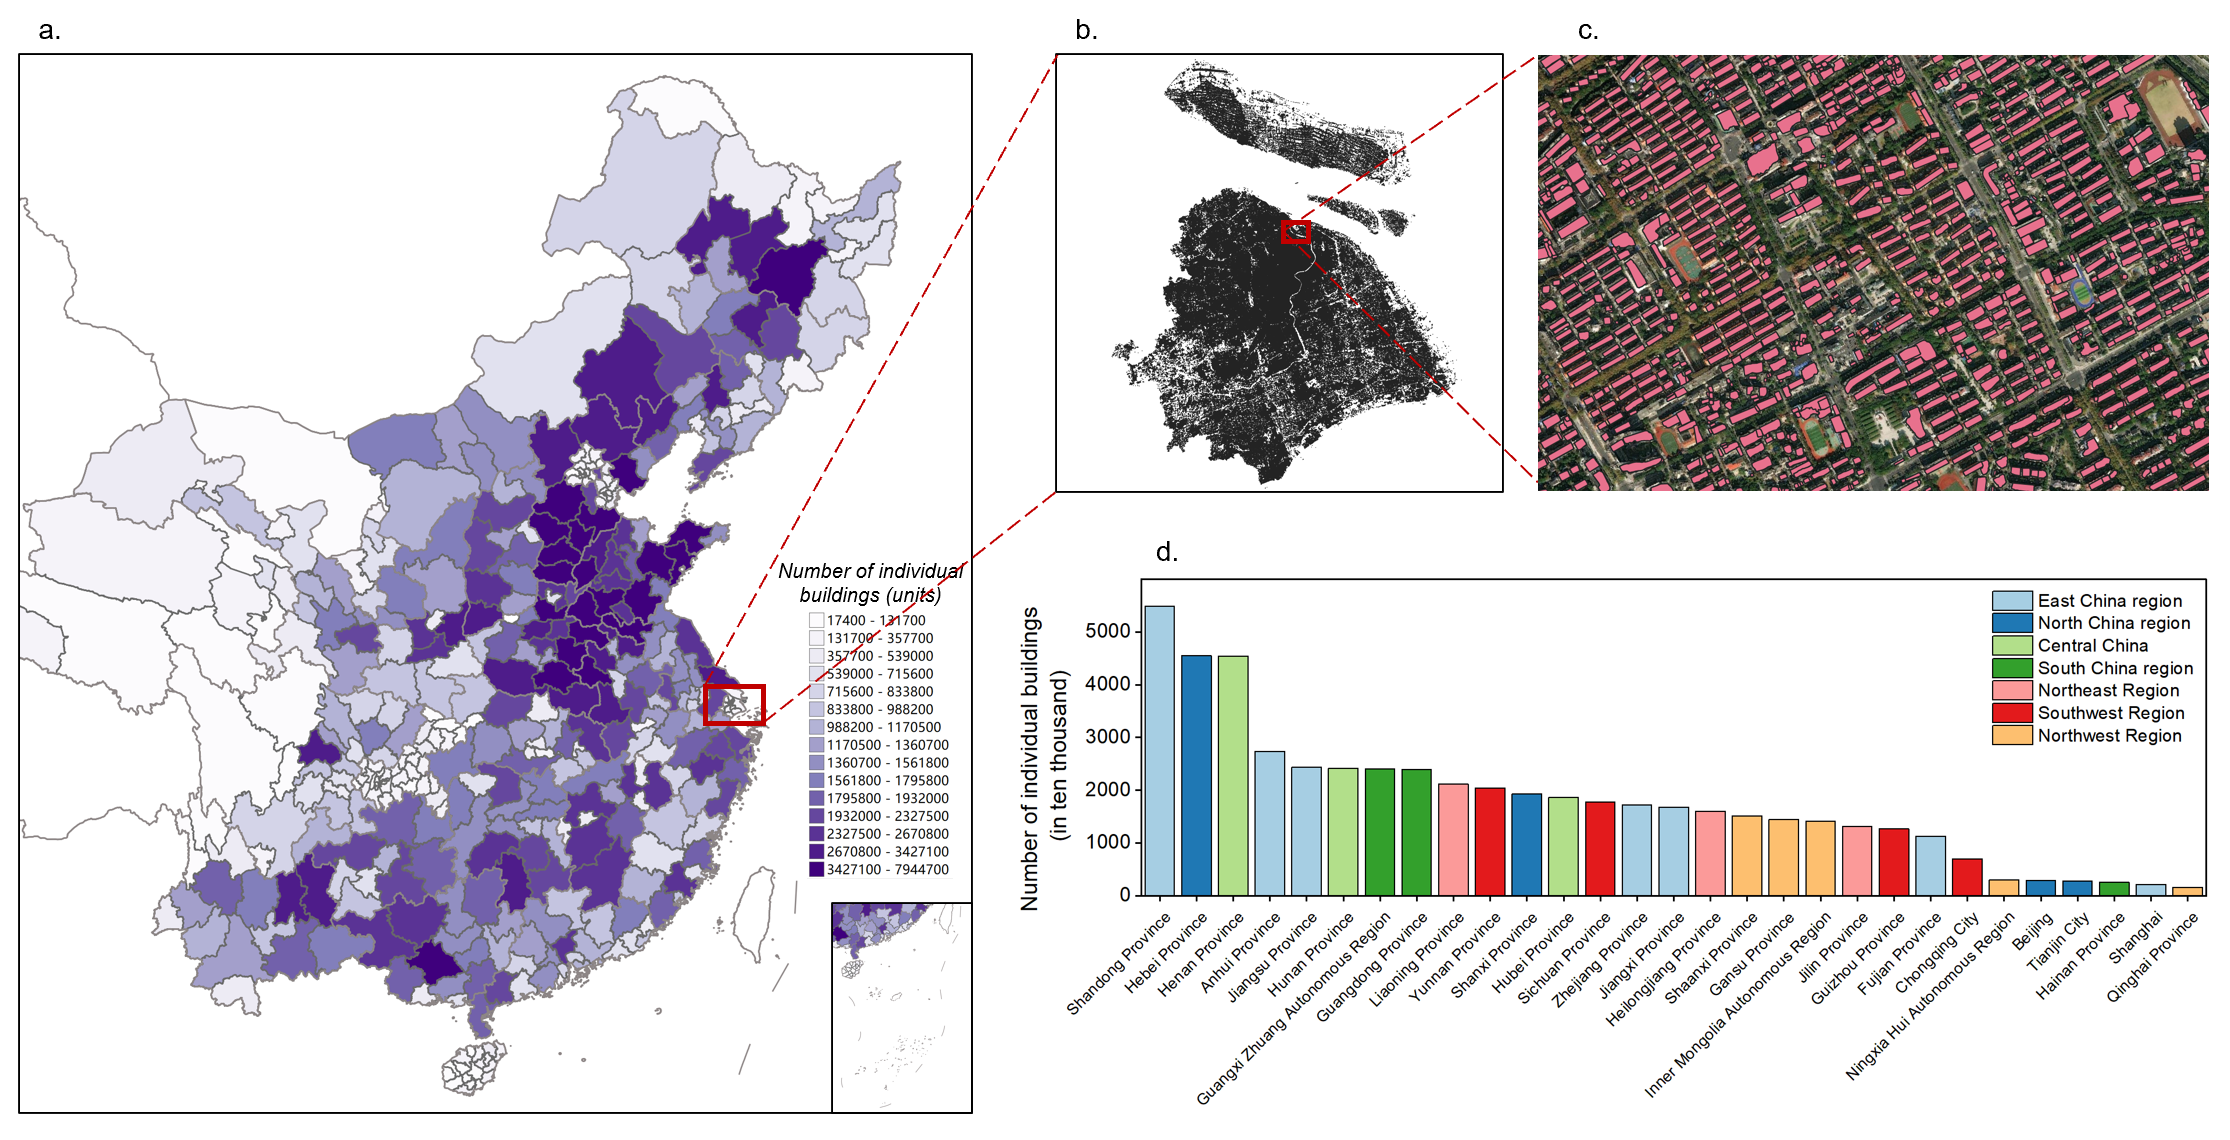 a.
b.
c.
Number of individual
buildings (units)
17400 - 131700
131700 - 357700
357700 - 539000
539000 - 715600
715600 - 833800
833800 - 988200
988200 - 1170500
1170500 - 1360700
1360700 - 1561800
1561800 - 1795800
1795800 - 1932000
1932000 - 2327500
2327500 - 2670800
2670800 - 3427100
3427100 - 7944700
d.
Number of individual buildings
(in ten thousand)
5000
4000
3000
2000
1000
0
East China region
North China region
Central China
South China region
Northeast Region
Southwest Region
Northwest Region
Shandong Province
Hebei Province
Henan Province
Anhui Province
Jiangsu Province
Hunan Province
Guangxi Zhuang Autonomous Region
Guangdong Province
Liaoning Province
Yunnan Province
Shanxi Province
Hubei Province
Sichuan Province
Zhejiang Province
Jiangxi Province
Heilongjiang Province
Shaanxi Province
Gansu Province
Inner Mongolia Autonomous Region
Jilin Province
Guizhou Province
Fujian Province
Chongqing City
Ningxia Hui Autonomous Region
Beijing
Tianjin City
Hainan Province
Shanghai
Qinghai Province